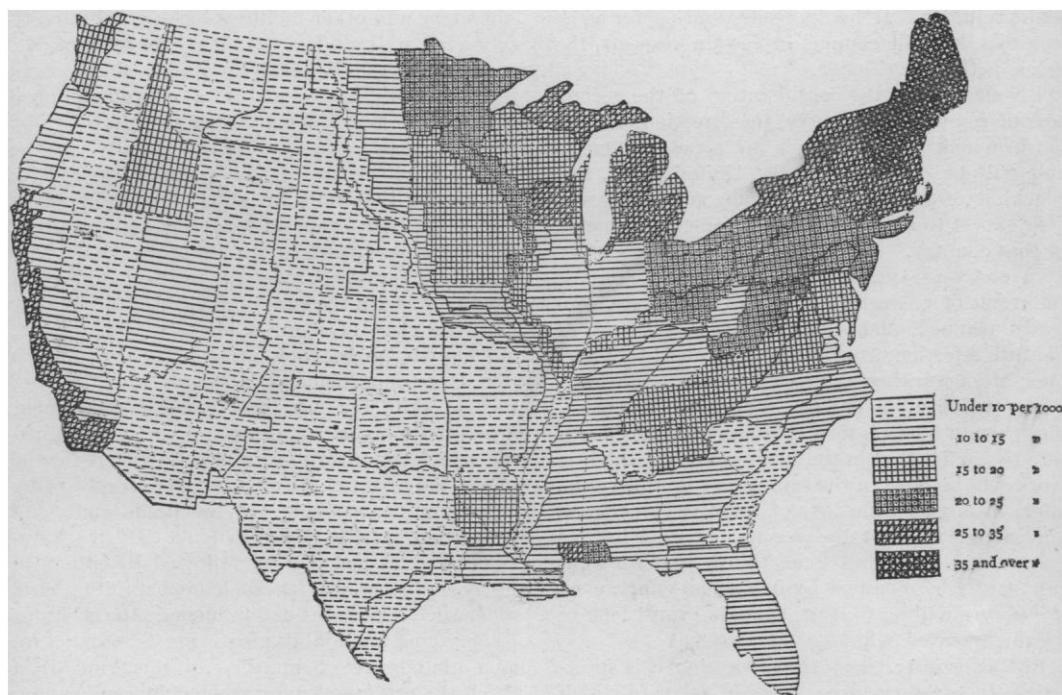 Under 10 per 1000
10 to 15 "
15 to 20 "
20 to 25 "
25 to 35 "
35 and over "